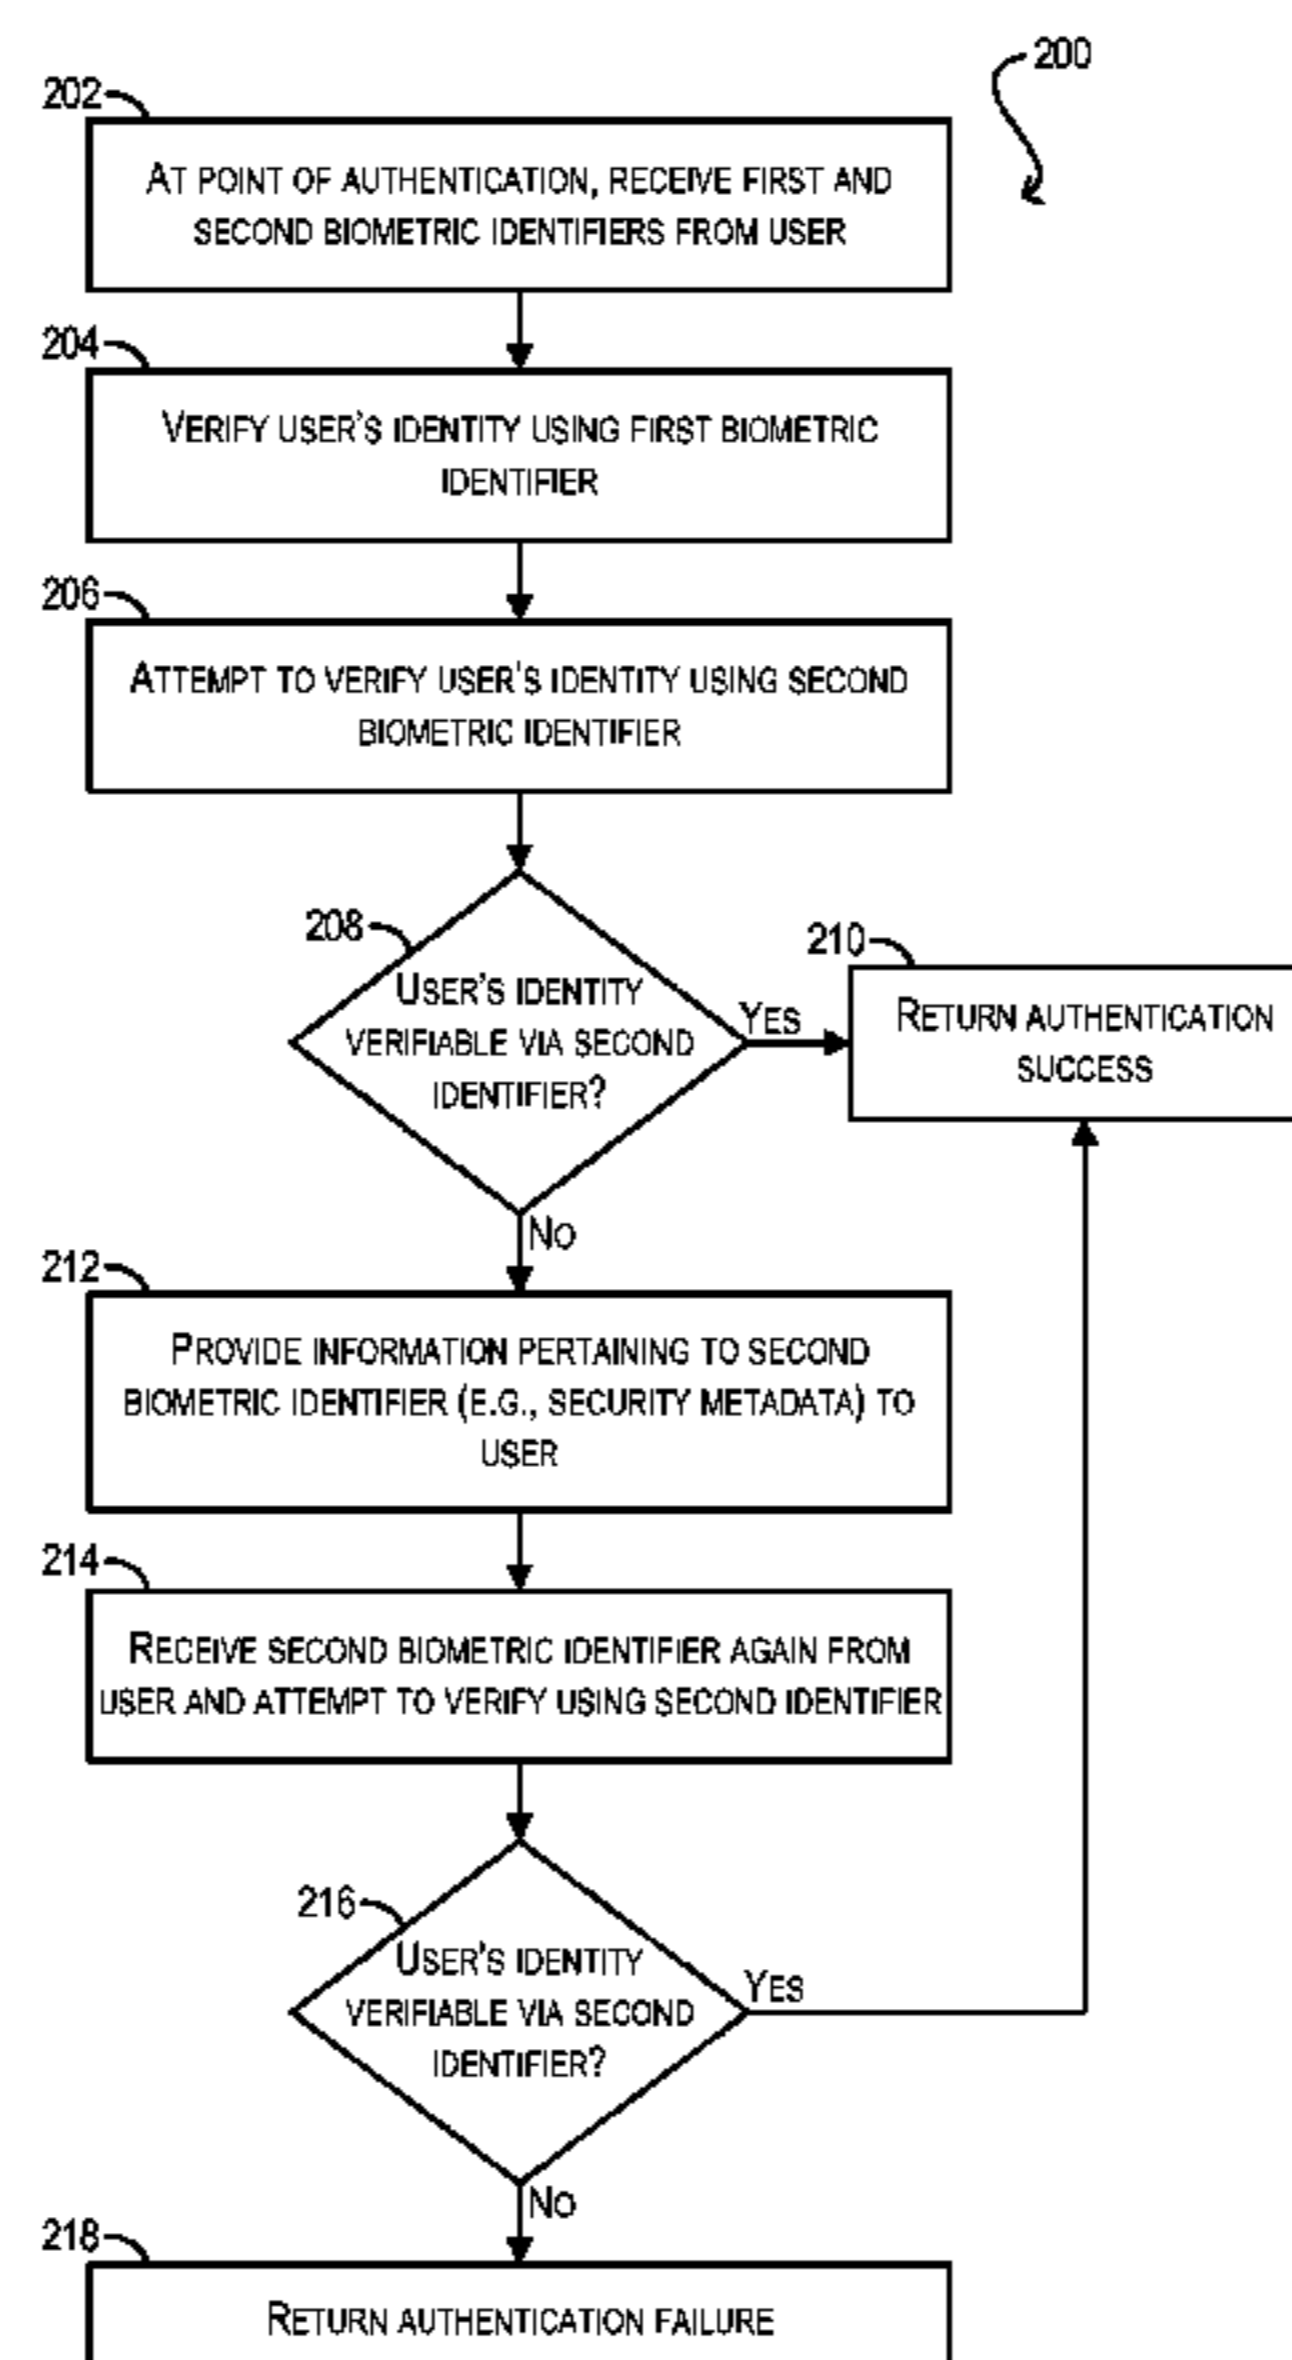 200
202
At point of authentication, receive first and
second biometric identifiers from user
204
Verify user's identity using first biometric
identifier
206
Attempt to verify user's identity using second
biometric identifier
208
User's identity
verifiable via second
identifier?
Yes
210
Return authentication
success
No
212
Provide information pertaining to second
biometric identifier (e.g., security metadata) to
user
214
Receive second biometric identifier again from
user and attempt to verify using second identifier
216
User's identity
verifiable via second
identifier?
Yes
No
218
Return authentication failure